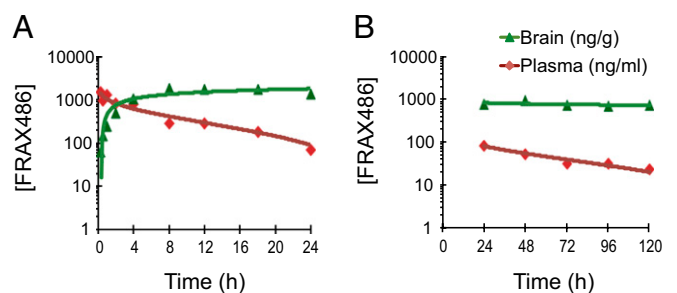 A
[FRAX486]
10000
1000
100
10
1
0 4 8 12 16 20 24
Time (h)
B
Brain (ng/g)
Plasma (ng/ml)
[FRAX486]
10000
1000
100
10
1
0 24 48 72 96 120
Time (h)